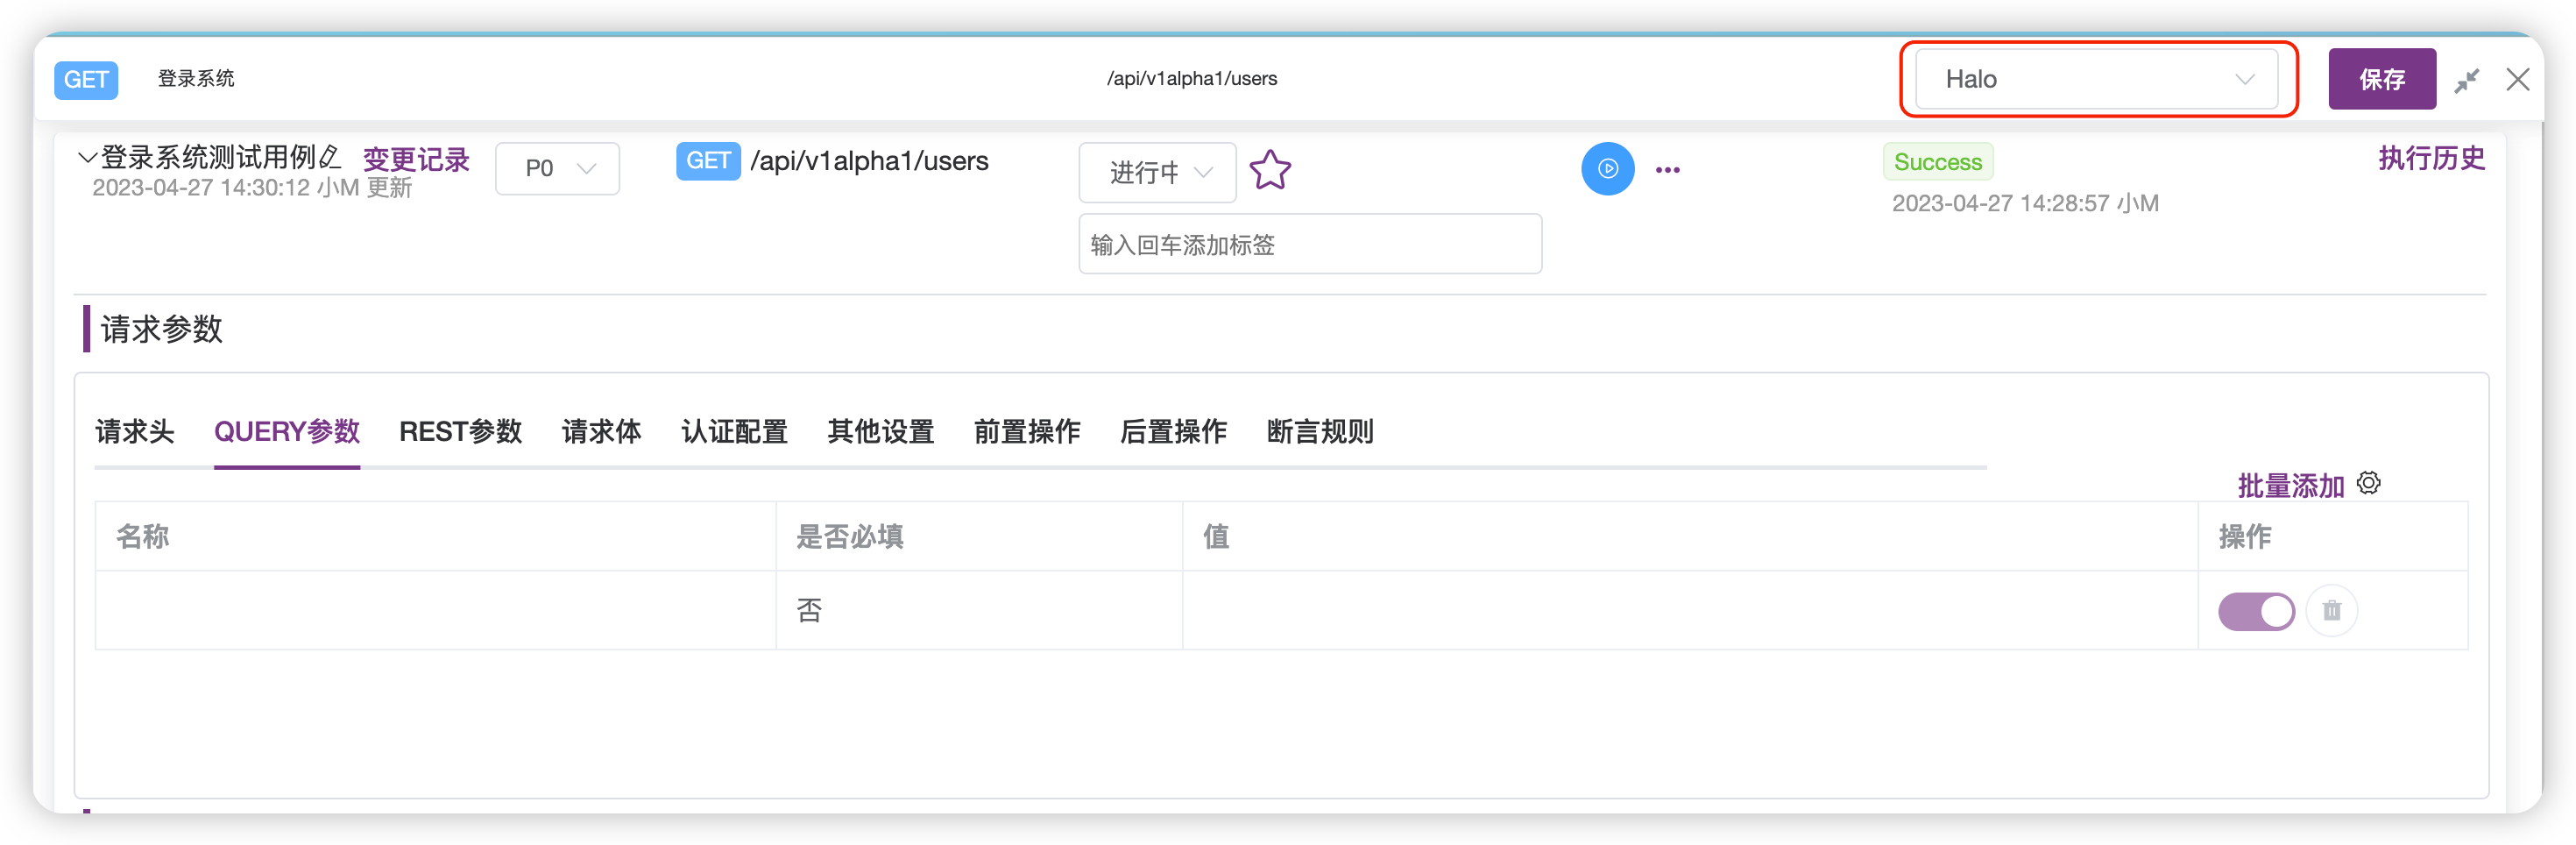 GET 登录系统 /api/v1alpha1/users Halo 保存
登录系统测试用例 变更记录 P0 GET /api/v1alpha1/users 进行中 Success 执行历史
2023-04-27 14:30:12 小M 更新 2023-04-27 14:28:57 小M
输入回车添加标签
请求参数
请求头 QUERY参数 REST参数 请求体 认证配置 其他设置 前置操作 后置操作 断言规则
批量添加
名称 是否必填 值 操作
否